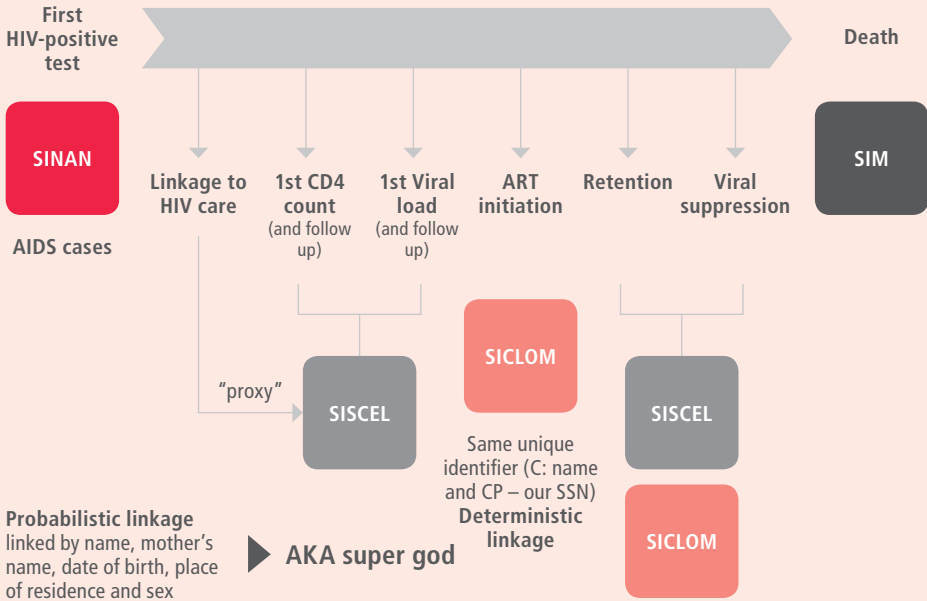 First
HIV-positive
test
Death
SINAN
SIM
AIDS cases
Linkage to
HIV care
1st CD4
count
(and follow
up)
1st Viral
load
(and follow
up)
ART
initiation
Retention
Viral
suppression
“proxy”
SISCEL
SICLOM
SISCEL
SICLOM
Same unique
identifier (C: name
and CP – our SSN)
Deterministic
linkage
Probabilistic linkage
linked by name, mother’s
name, date of birth, place
of residence and sex
AKA super god